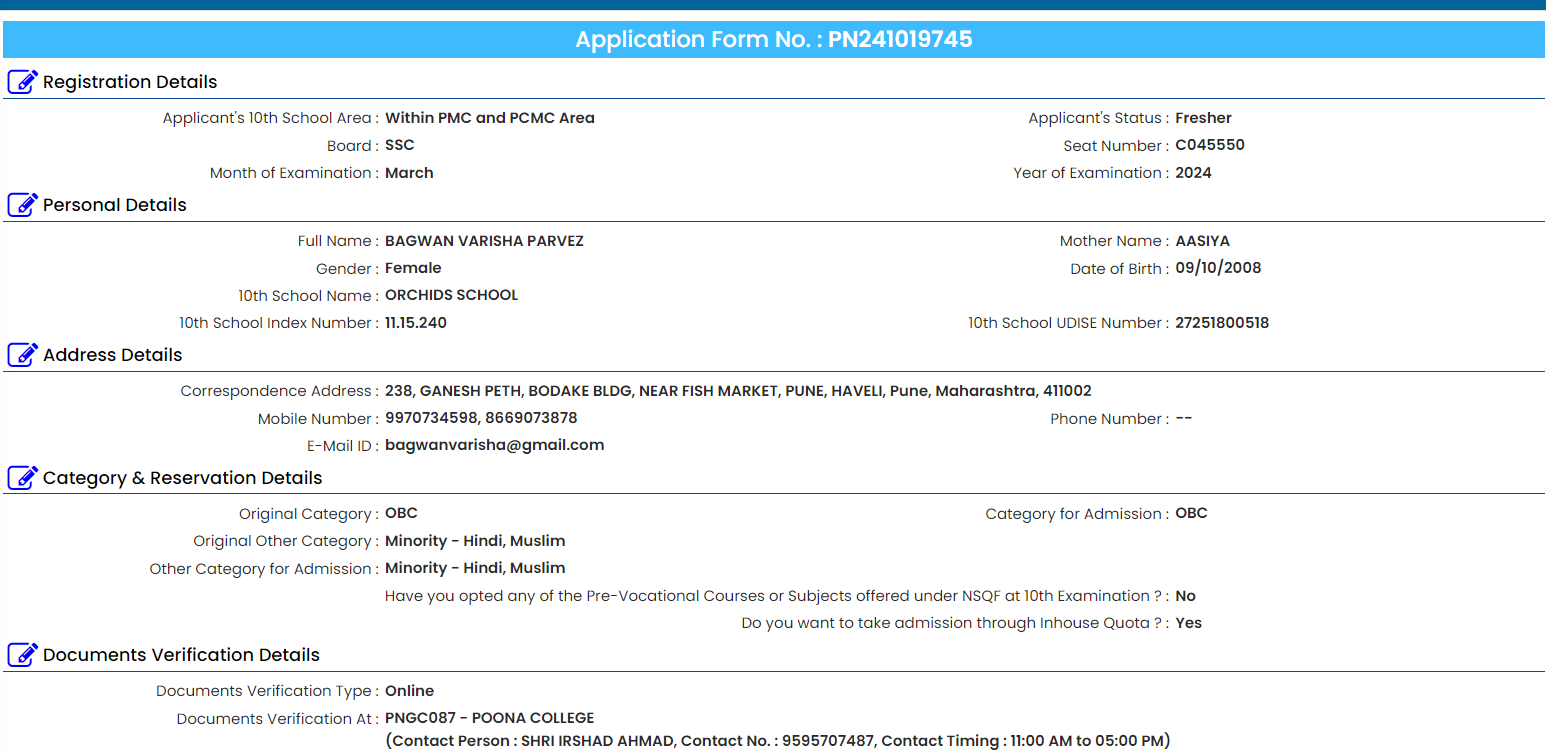 Application Form No. : PN241019745
Registration Details
Applicant's 10th School Area : Within PMC and PCMC Area Applicant's Status : Fresher
Board : SSC Seat Number : C045550
Month of Examination : March Year of Examination : 2024
Personal Details
Full Name : BAGWAN VARISHA PARVEZ Mother Name : AASIYA
Gender : Female Date of Birth : 09/10/2008
10th School Name : ORCHIDS SCHOOL
10th School Index Number : 11.15.240 10th School UDISE Number : 27251800518
Address Details
Correspondence Address : 238, GANESH PETH, BODAKE BLDG, NEAR FISH MARKET, PUNE, HAVELI, Pune, Maharashtra, 411002
Mobile Number : 9970734598, 8669073878 Phone Number : --
E-Mail ID : bagwanvarisha@gmail.com
Category & Reservation Details
Original Category : OBC Category for Admission : OBC
Original Other Category : Minority - Hindi, Muslim
Other Category for Admission : Minority - Hindi, Muslim
Have you opted any of the Pre-Vocational Courses or Subjects offered under NSQF at 10th Examination ? : No
Do you want to take admission through Inhouse Quota ? : Yes
Documents Verification Details
Documents Verification Type : Online
Documents Verification At : PNGC087 - POONA COLLEGE
(Contact Person : SHRI IRSHAD AHMAD, Contact No. : 9595707487, Contact Timing : 11:00 AM to 05:00 PM)